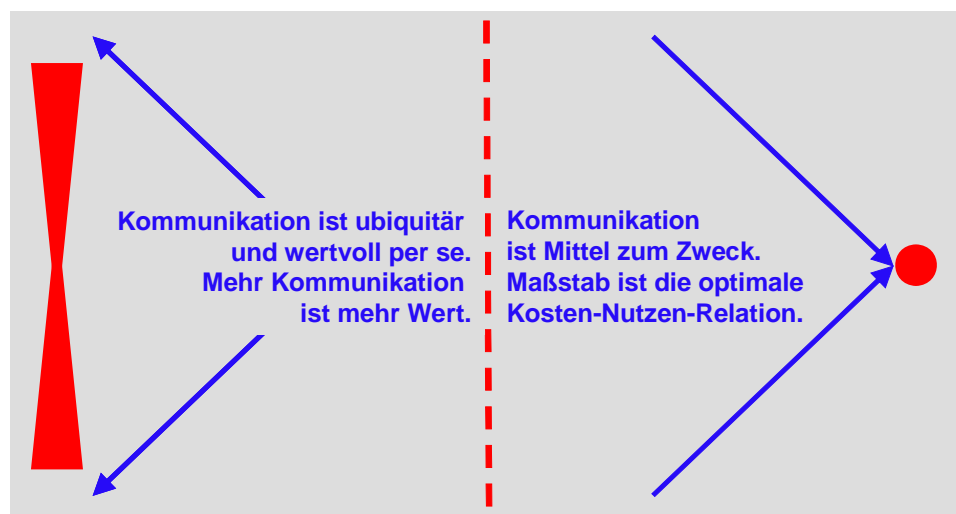 Kommunikation ist ubiquitär
und wertvoll per se.
Mehr Kommunikation
ist mehr Wert.
Kommunikation
ist Mittel zum Zweck.
Maßstab ist die optimale
Kosten-Nutzen-Relation.